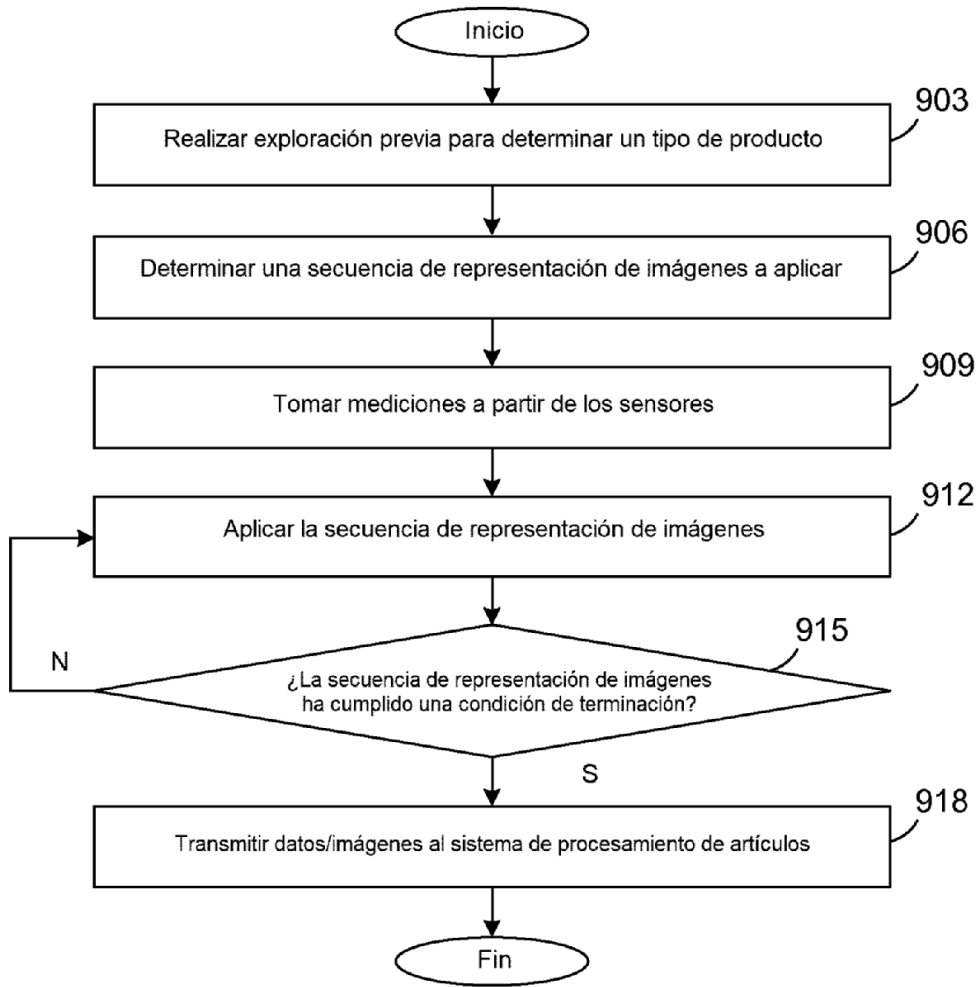 Inicio
903
Realizar exploración previa para determinar un tipo de producto
906
Determinar una secuencia de representación de imágenes a aplicar
909
Tomar mediciones a partir de los sensores
912
Aplicar la secuencia de representación de imágenes
915
N
¿La secuencia de representación de imágenes
ha cumplido una condición de terminación?
S
918
Transmitir datos/imágenes al sistema de procesamiento de artículos
Fin